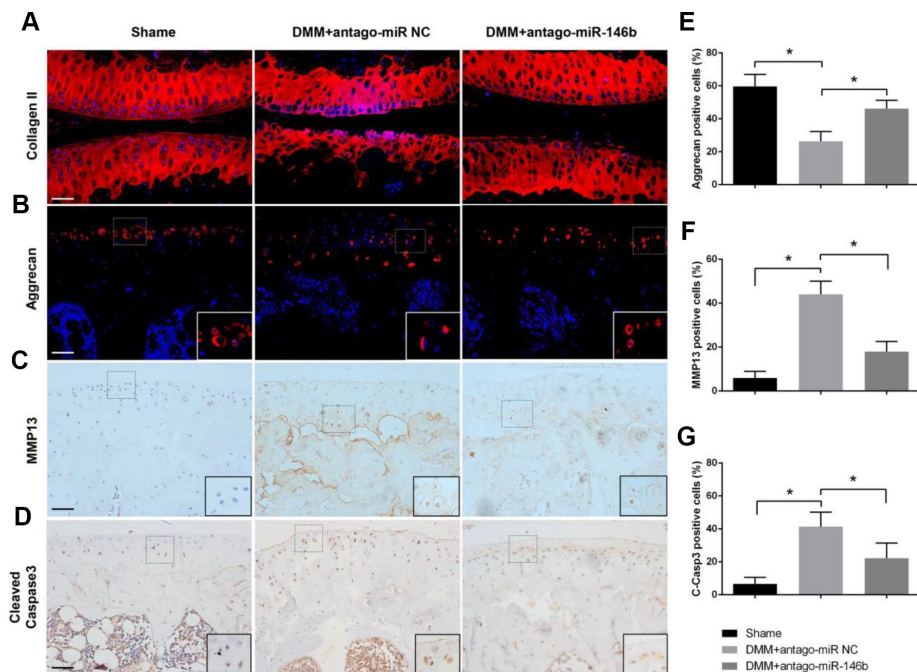 A
Shame
DMM+antago-miR NC
DMM+antago-miR-146b
Collagen II
B
Aggrecan
C
MMP13
D
Cleaved
Caspase3
E
Aggrecan positive cells (%)
80
60
40
20
0
*
*
F
MMP13 positive cells (%)
60
40
20
0
*
*
G
C-Casp3 positive cells (%)
80
60
40
20
0
*
*
Shame
DMM+antago-miR NC
DMM+antago-miR-146b